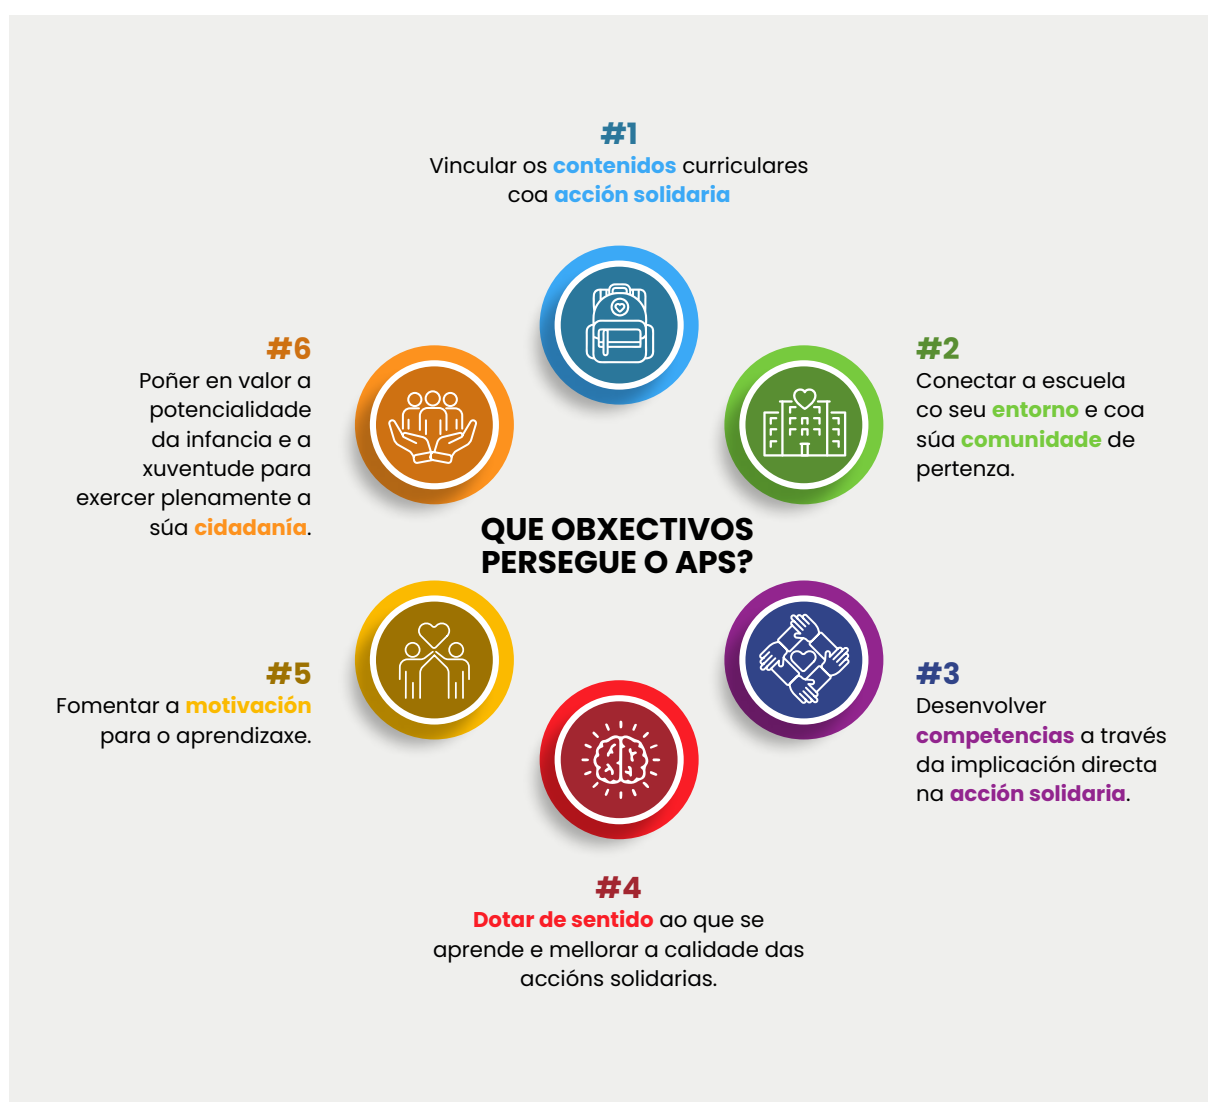 #1
Vincular os contenidos curriculares
coa acción solidaria
#2
Conectar a escuela
co seu entorno e coa
súa comunidade de
pertenza.
QUE OBXECTIVOS
PERSEGUE O APS?
#3
Desenvolver
competencias a través
da implicación directa
na acción solidaria.
#4
Dotar de sentido ao que se
aprende e mellorar a calidade das
accións solidarias.
#5
Fomentar a motivación
para o aprendizaxe.
#6
Poñer en valor a
potencialidade
da infancia e a
xuventude para
exercer plenamente a
súa cidadanía.